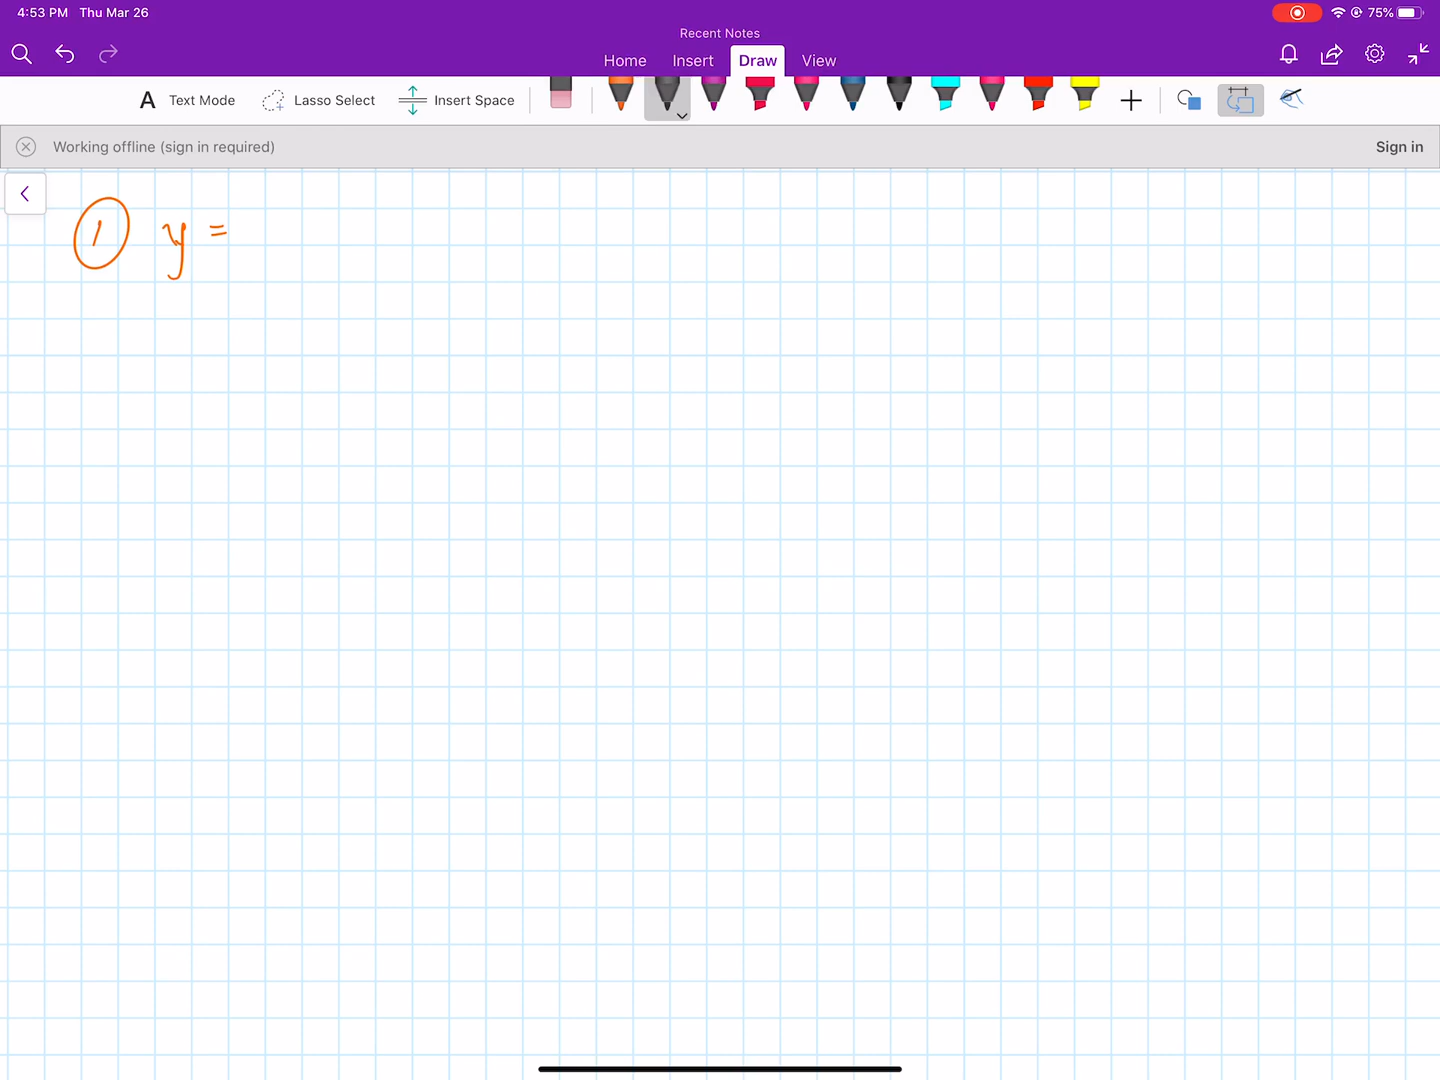 4:53 PM Thu Mar 26 75%
Recent Notes
Home Insert Draw View
A Text Mode Lasso Select Insert Space
Working offline (sign in required) Sign in
① y =